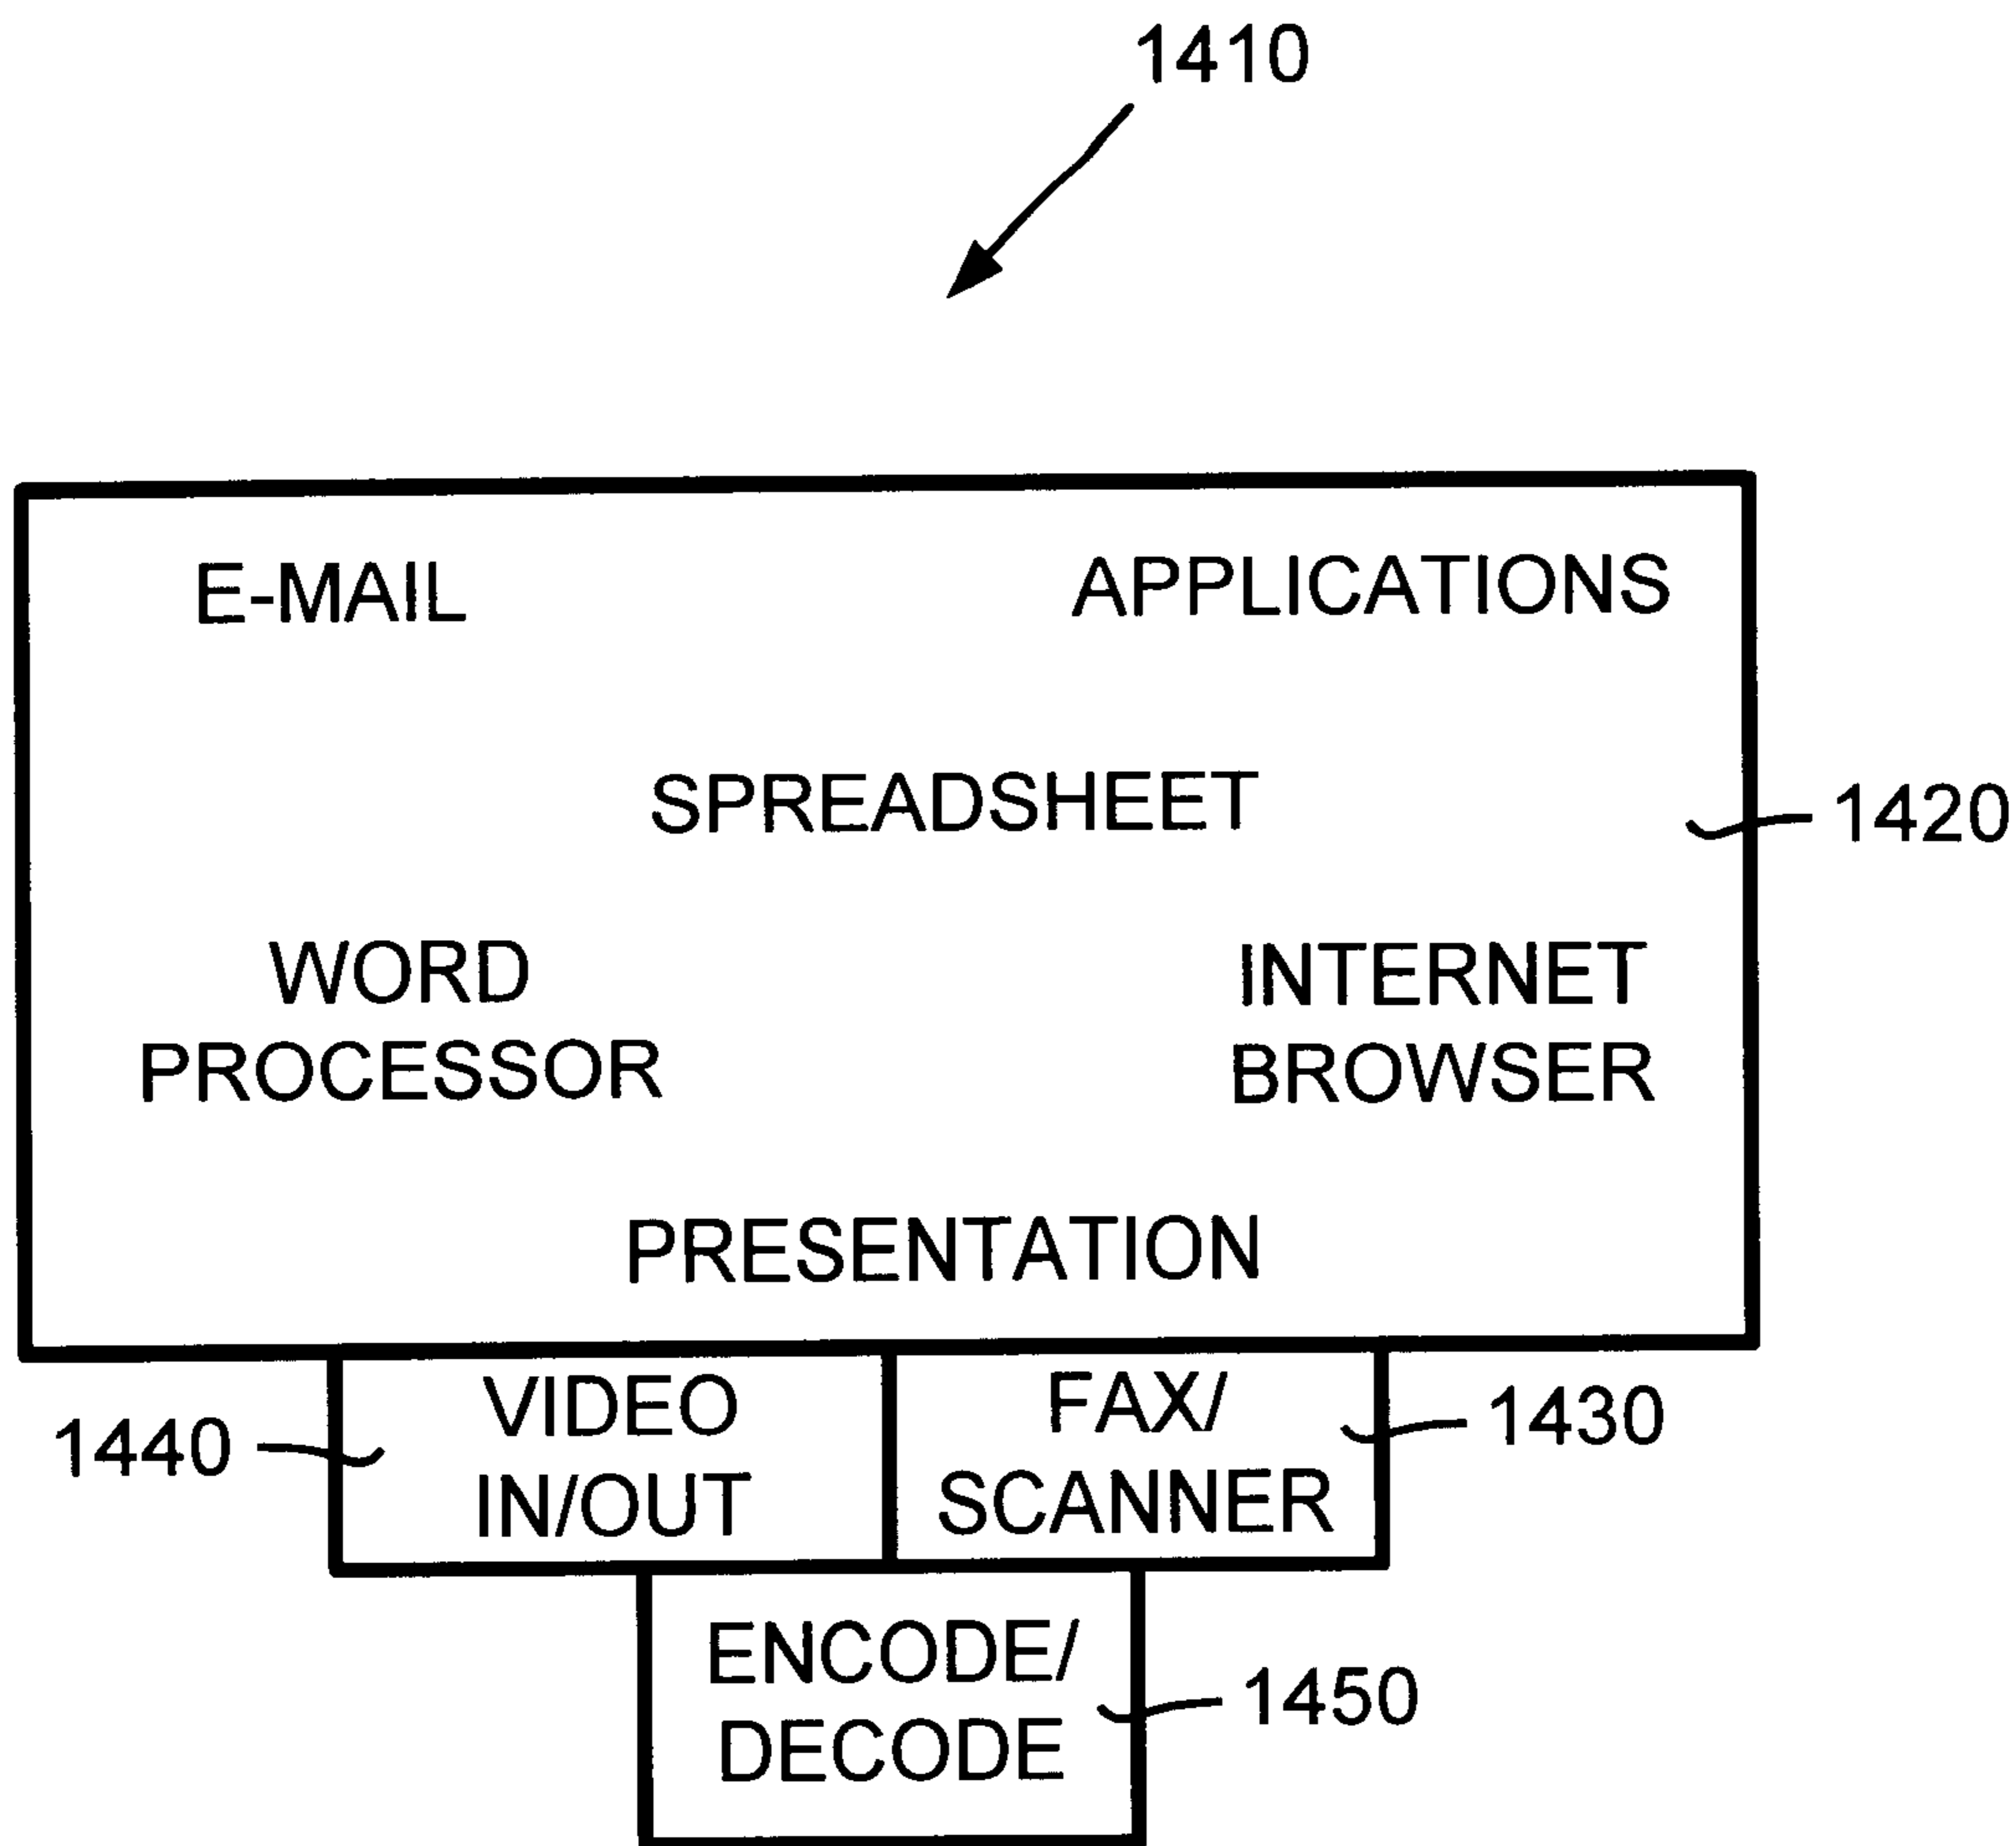 1410
E-MAIL APPLICATIONS
SPREADSHEET
1420
WORD
PROCESSOR
INTERNET
BROWSER
PRESENTATION
1440
VIDEO
IN/OUT
FAX/
SCANNER
1430
ENCODE/
DECODE
1450